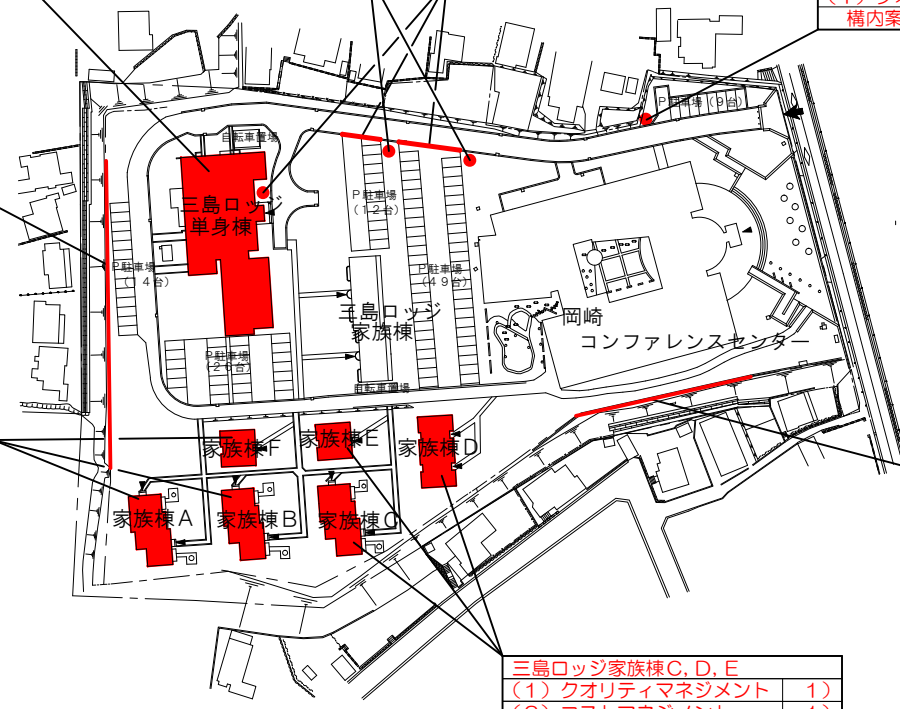 構内案
P駐車場（9台）
自転車置場
三島ロッジ
単身棟
P駐車場
（12台）
P駐車場
（14台）
P駐車場
（49台）
三島ロッジ
家族棟
岡崎
コンファレンスセンター
P駐車場
（26台）
自転車置場
家族棟F
家族棟E
家族棟D
家族棟A
家族棟B
家族棟C
三島ロッジ家族棟C, D, E
（1）クオリティマネジメント 1）